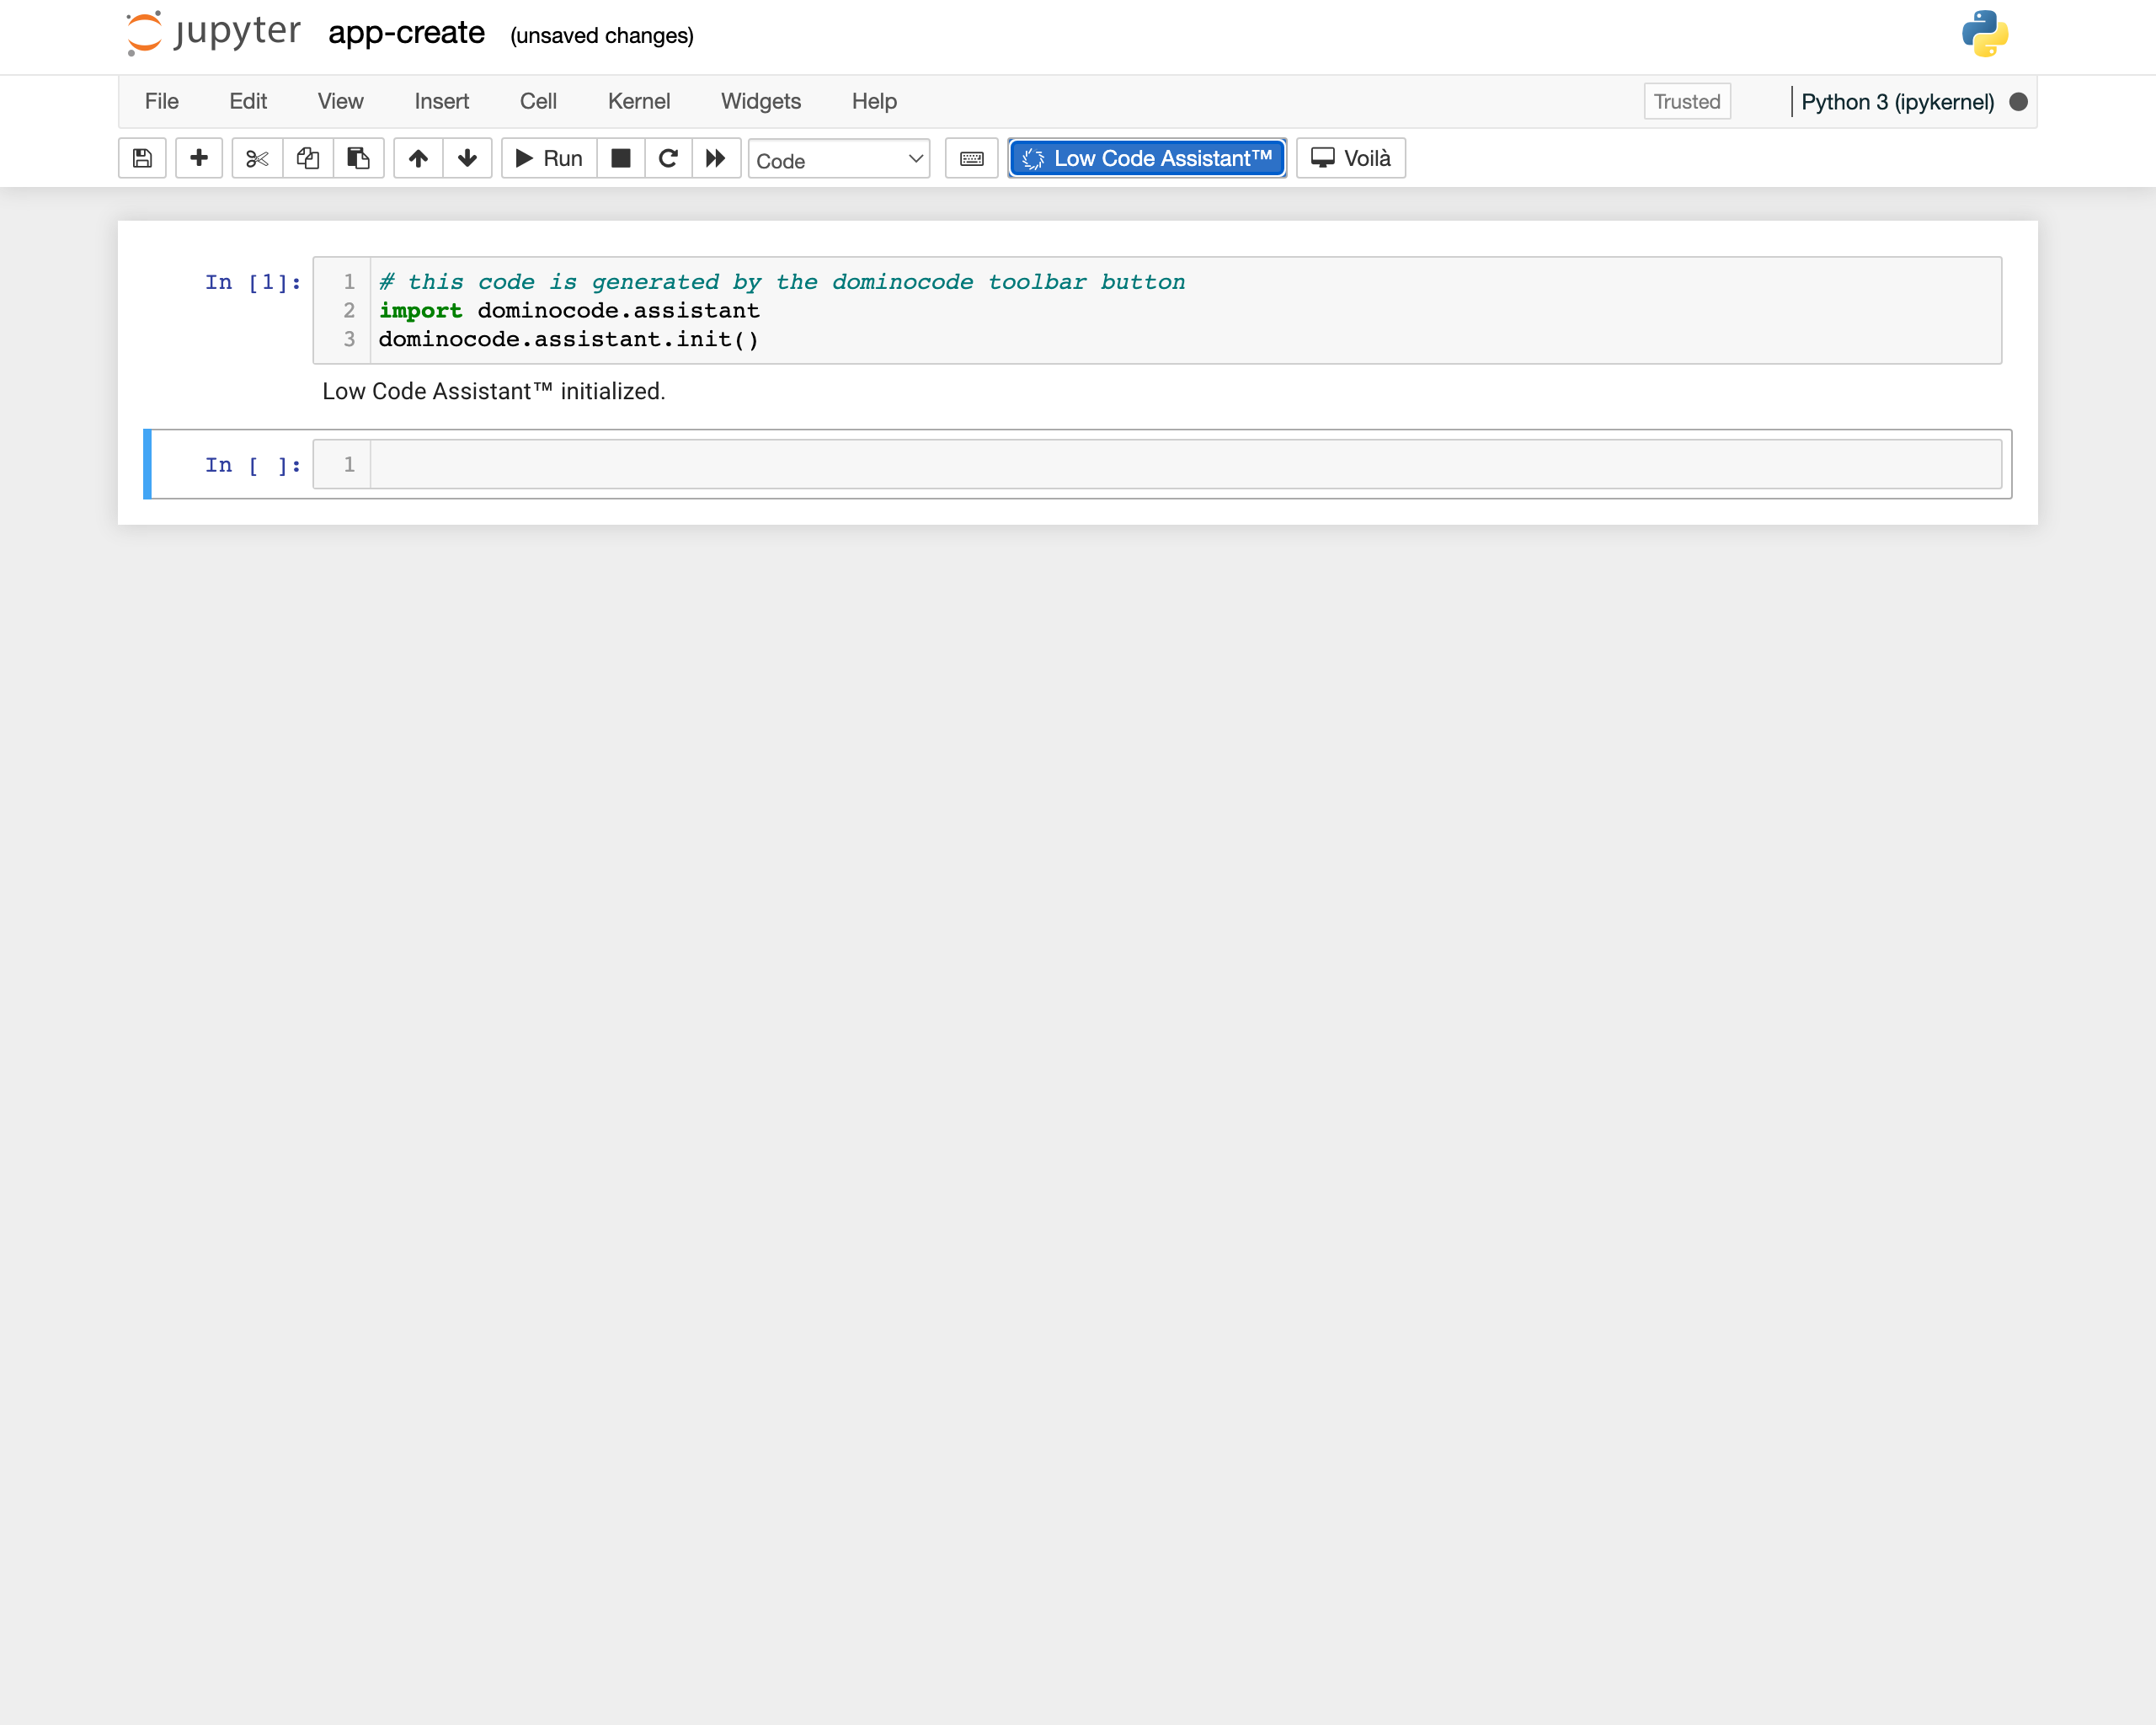 jupyter app-create (unsaved changes)
File Edit View Insert Cell Kernel Widgets Help Trusted Python 3 (ipykernel)
Run Code Low Code Assistant™ Voilà
In [1]: 1 # this code is generated by the dominocode toolbar button
2 import dominocode.assistant
3 dominocode.assistant.init()
Low Code Assistant™ initialized.
In [ ]: 1